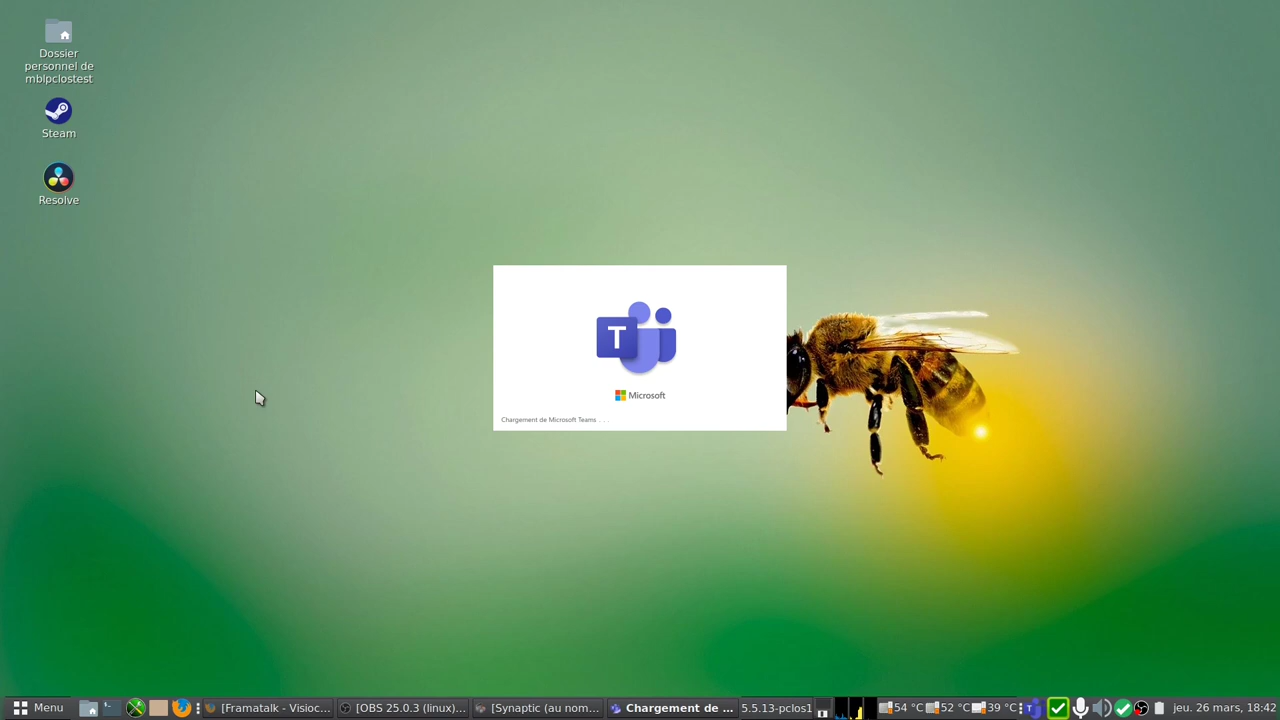 Dossier
personnel de
mblpclostest
Steam
Resolve
T
Microsoft
Chargement de Microsoft Teams . . .
Menu
[Framatalk - Visioc...
[OBS 25.0.3 (linux)...
[Synaptic (au nom...
Chargement de ...
5.5.13-pclos1
54 °C
52 °C
39 °C
jeu. 26 mars, 18:42